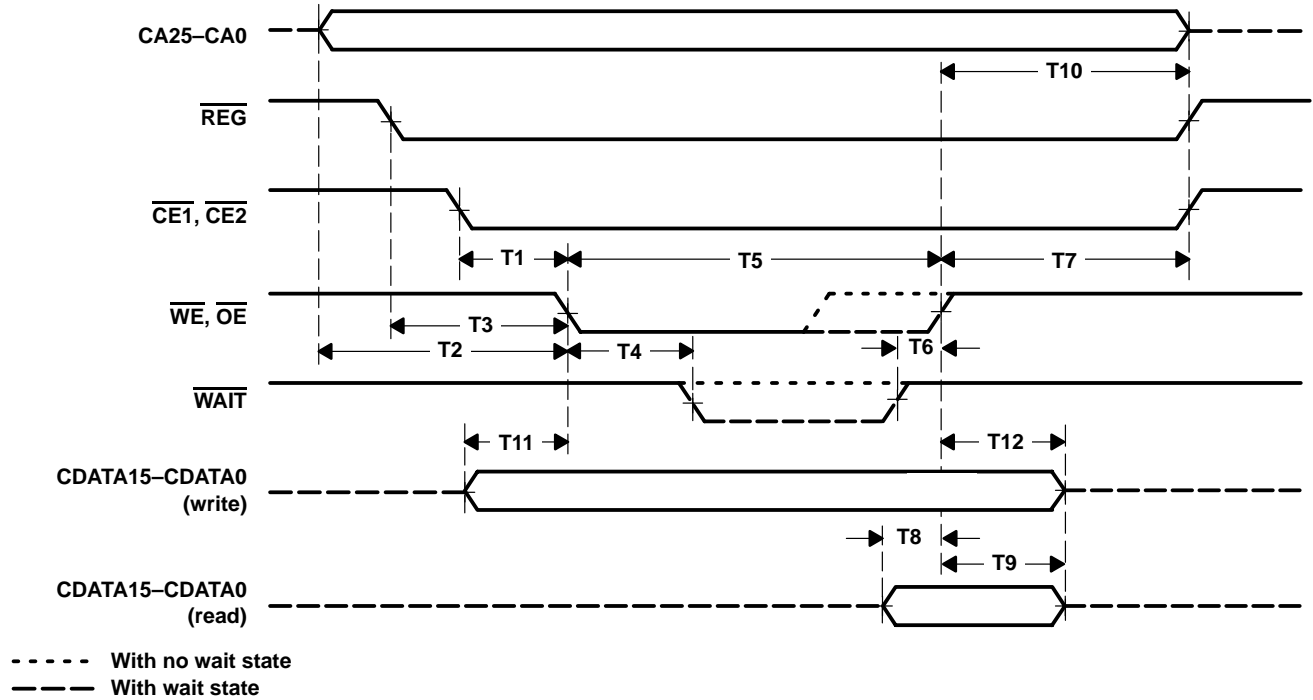 CA25–CA0
T10
REG
CE1, CE2
T1
T5
T7
WE, OE
T3
T2
T4
T6
WAIT
T11
T12
CDATA15–CDATA0
(write)
T8
T9
CDATA15–CDATA0
(read)
With no wait state
With wait state